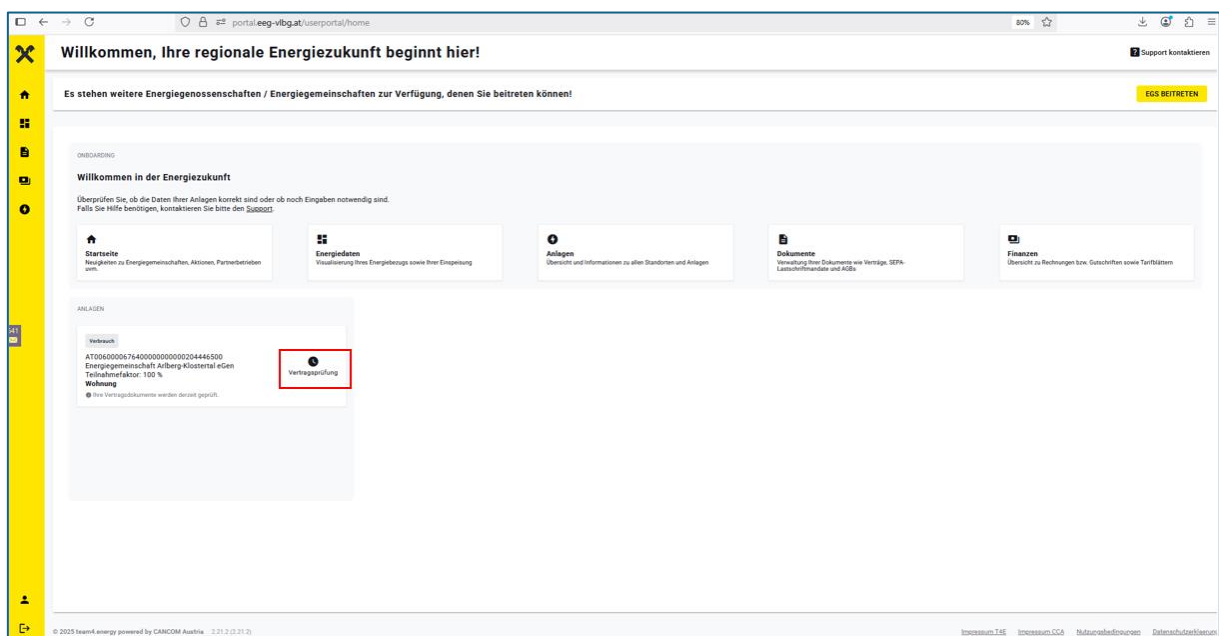 portal.eeg-vlbg.at/userportal/home
80%
Willkommen, Ihre regionale Energiezukunft beginnt hier!
? Support kontaktieren
Es stehen weitere Energiegenossenschaften / Energiegemeinschaften zur Verfügung, denen Sie beitreten können!
EGS BEITRETEN
ONBOARDING
Willkommen in der Energiezukunft
Überprüfen Sie, ob die Daten Ihrer Anlagen korrekt sind oder ob noch Eingaben notwendig sind.
Falls Sie Hilfe benötigen, kontaktieren Sie bitte den Support.
Startseite
Neuigkeiten zu Energiegemeinschaften, Aktionen, Partnerbetrieben
uvm.
Energiedaten
Visualisierung Ihres Energiebezugs sowie Ihrer Einspeisung
Anlagen
Übersicht und Informationen zu allen Standorten und Anlagen
Dokumente
Verwaltung Ihrer Dokumente wie Verträge, SEPA-
Lastschriftmandate und AGBs
Finanzen
Übersicht zu Rechnungen bzw. Gutschriften sowie Tarifblättern
ANLAGEN
541
Verbrauch
Energiegemeinschaft Arlberg-Klostertal eGen
Teilnahmefaktor: 100 %
Wohnung
Ihre Vertragsdokumente werden derzeit geprüft.
Vertragsprüfung
© 2025 team4.energy powered by CANCOM Austria 2.21.2 (2.21.2)
Impressum T4E Impressum CCA Nutzungsbedingungen Datenschutzerklaerung